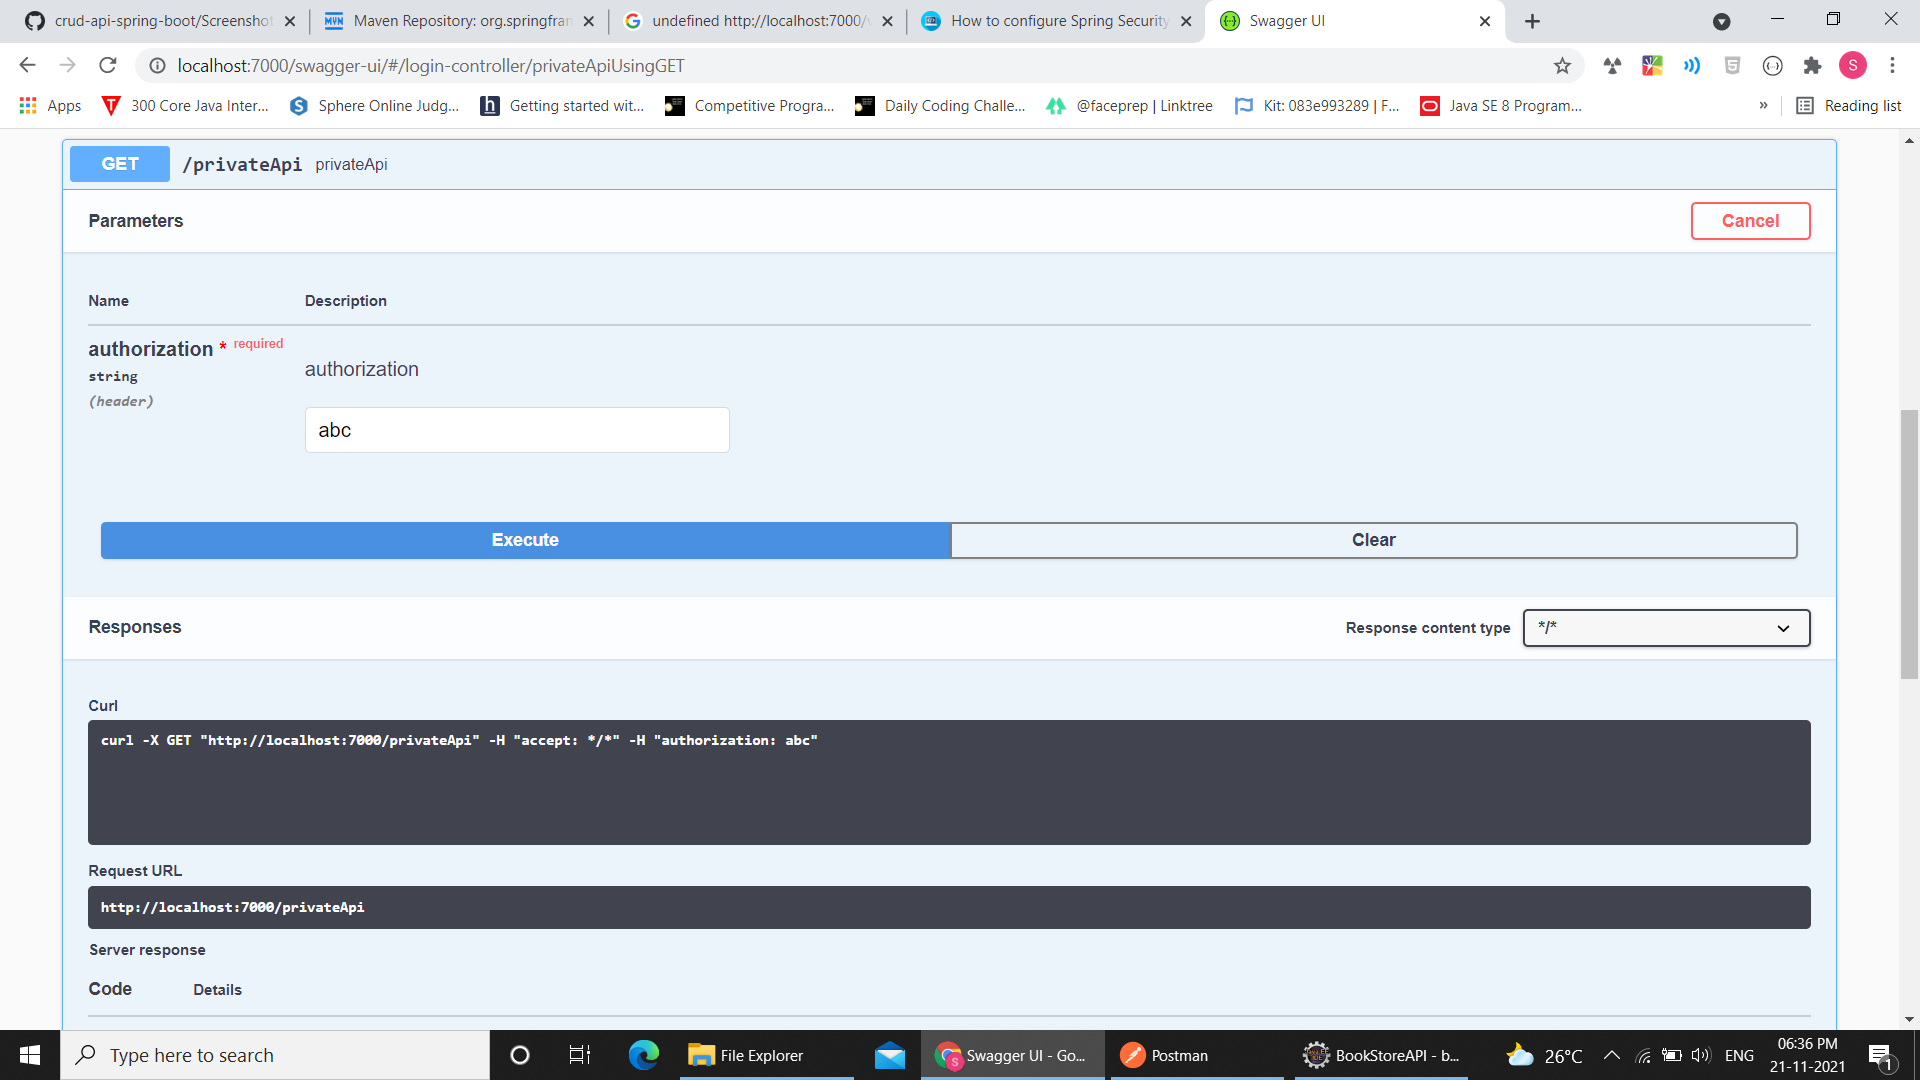 crud-api-spring-boot/Screenshot
Maven Repository: org.springfran
undefined http://localhost:7000/
How to configure Spring Security
Swagger UI
localhost:7000/swagger-ui/#/login-controller/privateApiUsingGET
S
Apps
300 Core Java Inter...
Sphere Online Judg...
Getting started wit...
Competitive Progra...
Daily Coding Challe...
@faceprep | Linktree
Kit: 083e993289 | F...
Java SE 8 Program...
»
Reading list
GET /privateApi privateApi
Parameters
Cancel
Name Description
authorization * required
string
(header)
authorization
abc
Execute
Clear
Responses
Response content type */*
Curl
curl -X GET "http://localhost:7000/privateApi" -H "accept: */*" -H "authorization: abc"
Request URL
http://localhost:7000/privateApi
Server response
Code Details
Type here to search
File Explorer
Swagger UI - Go...
Postman
BookStoreAPI - b...
26°C
ENG
06:36 PM
21-11-2021
1